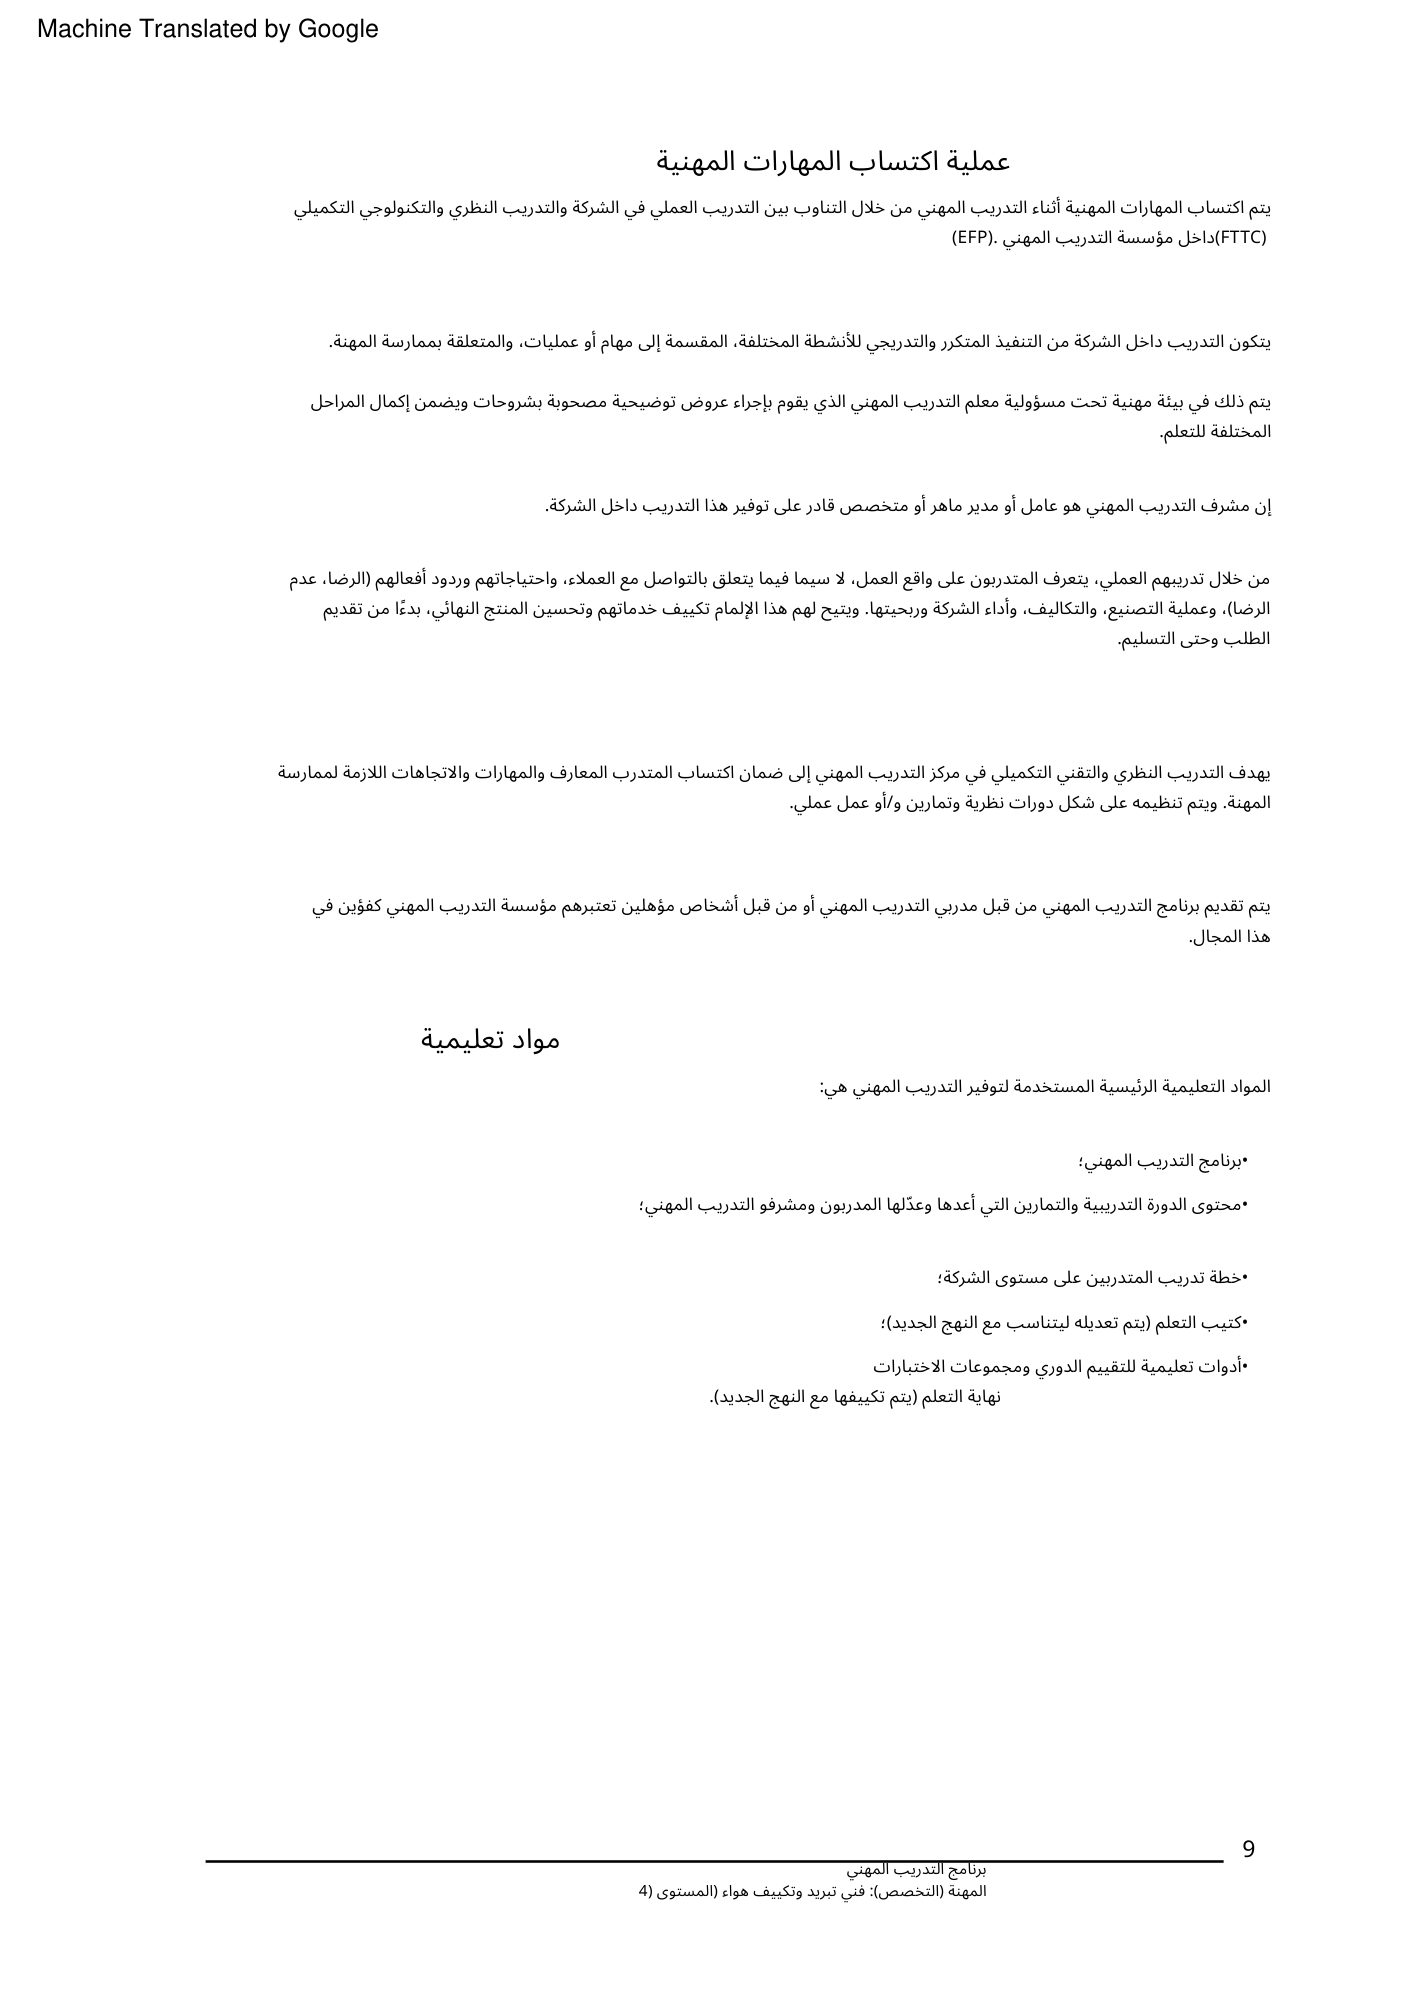 Machine Translated by Google
عملية اكتساب المهارات المهنية
يتم اكتساب المهارات المهنية أثناء التدريب المهني من خلال التناوب بين التدريب العملي في الشركة والتدريب النظري والتكنولوجي التكميلي
(FTTC)داخل مؤسسة التدريب المهني .(EFP)
يتكون التدريب داخل الشركة من التنفيذ المتكرر والتدريجي للأنشطة المختلفة، المقسمة إلى مهام أو عمليات، والمتعلقة بممارسة المهنة.
يتم ذلك في بيئة مهنية تحت مسؤولية معلم التدريب المهني الذي يقوم بإجراء عروض توضيحية مصحوبة بشروحات ويضمن إكمال المراحل
المختلفة للتعلم.
إن مشرف التدريب المهني هو عامل أو مدير ماهر أو متخصص قادر على توفير هذا التدريب داخل الشركة.
من خلال تدريبهم العملي، يتعرف المتدربون على واقع العمل، لا سيما فيما يتعلق بالتواصل مع العملاء، واحتياجاتهم وردود أفعالهم (الرضا، عدم
الرضا)، وعملية التصنيع، والتكاليف، وأداء الشركة وربحيتها. ويتيح لهم هذا الإلمام تكييف خدماتهم وتحسين المنتج النهائي، بدءًا من تقديم
الطلب وحتى التسليم.
يهدف التدريب النظري والتقني التكميلي في مركز التدريب المهني إلى ضمان اكتساب المتدرب المعارف والمهارات والاتجاهات اللازمة لممارسة
المهنة. ويتم تنظيمه على شكل دورات نظرية وتمارين و/أو عمل عملي.
يتم تقديم برنامج التدريب المهني من قبل مدربي التدريب المهني أو من قبل أشخاص مؤهلين تعتبرهم مؤسسة التدريب المهني كفؤين في
هذا المجال.
مواد تعليمية
المواد التعليمية الرئيسية المستخدمة لتوفير التدريب المهني هي:
•برنامج التدريب المهني؛
•محتوى الدورة التدريبية والتمارين التي أعدها وعدّلها المدربون ومشرفو التدريب المهني؛
•خطة تدريب المتدربين على مستوى الشركة؛
•كتيب التعلم (يتم تعديله ليتناسب مع النهج الجديد)؛
•أدوات تعليمية للتقييم الدوري ومجموعات الاختبارات
نهاية التعلم (يتم تكييفها مع النهج الجديد).
9
برنامج التدريب المهني
المهنة (التخصص): فني تبريد وتكييف هواء (المستوى 4)